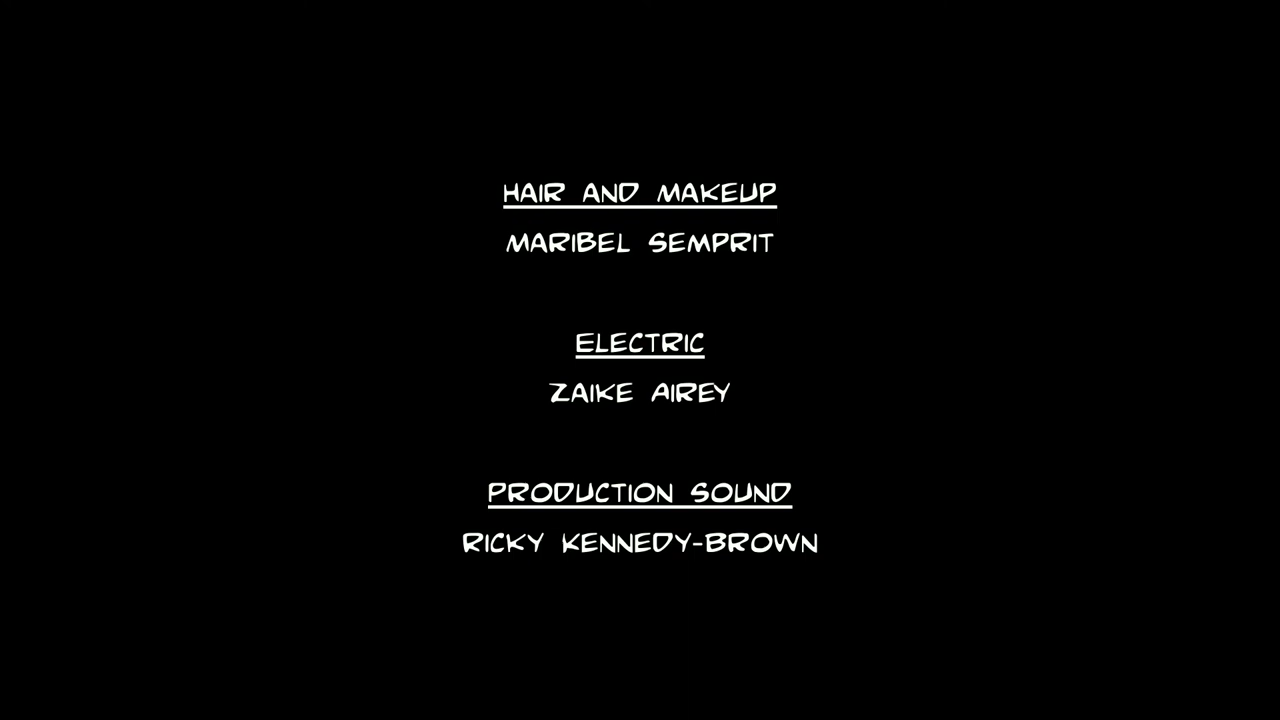 HAIR AND MAKEUP
MARIBEL SEMPRIT
ELECTRIC
ZAIKE AIREY
PRODUCTION SOUND
RICKY KENNEDY-BROWN